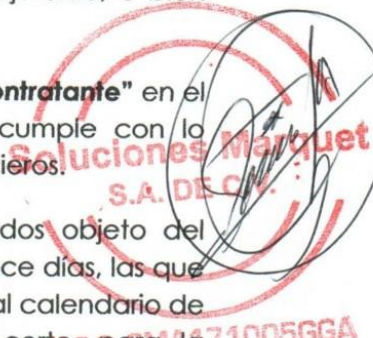 ontratante" en el
cumple con lo
Soluciones Marquet
ieros.
S.A. DE C.V.
dos objeto del
ce días, las que
al calendario de
71005GGA